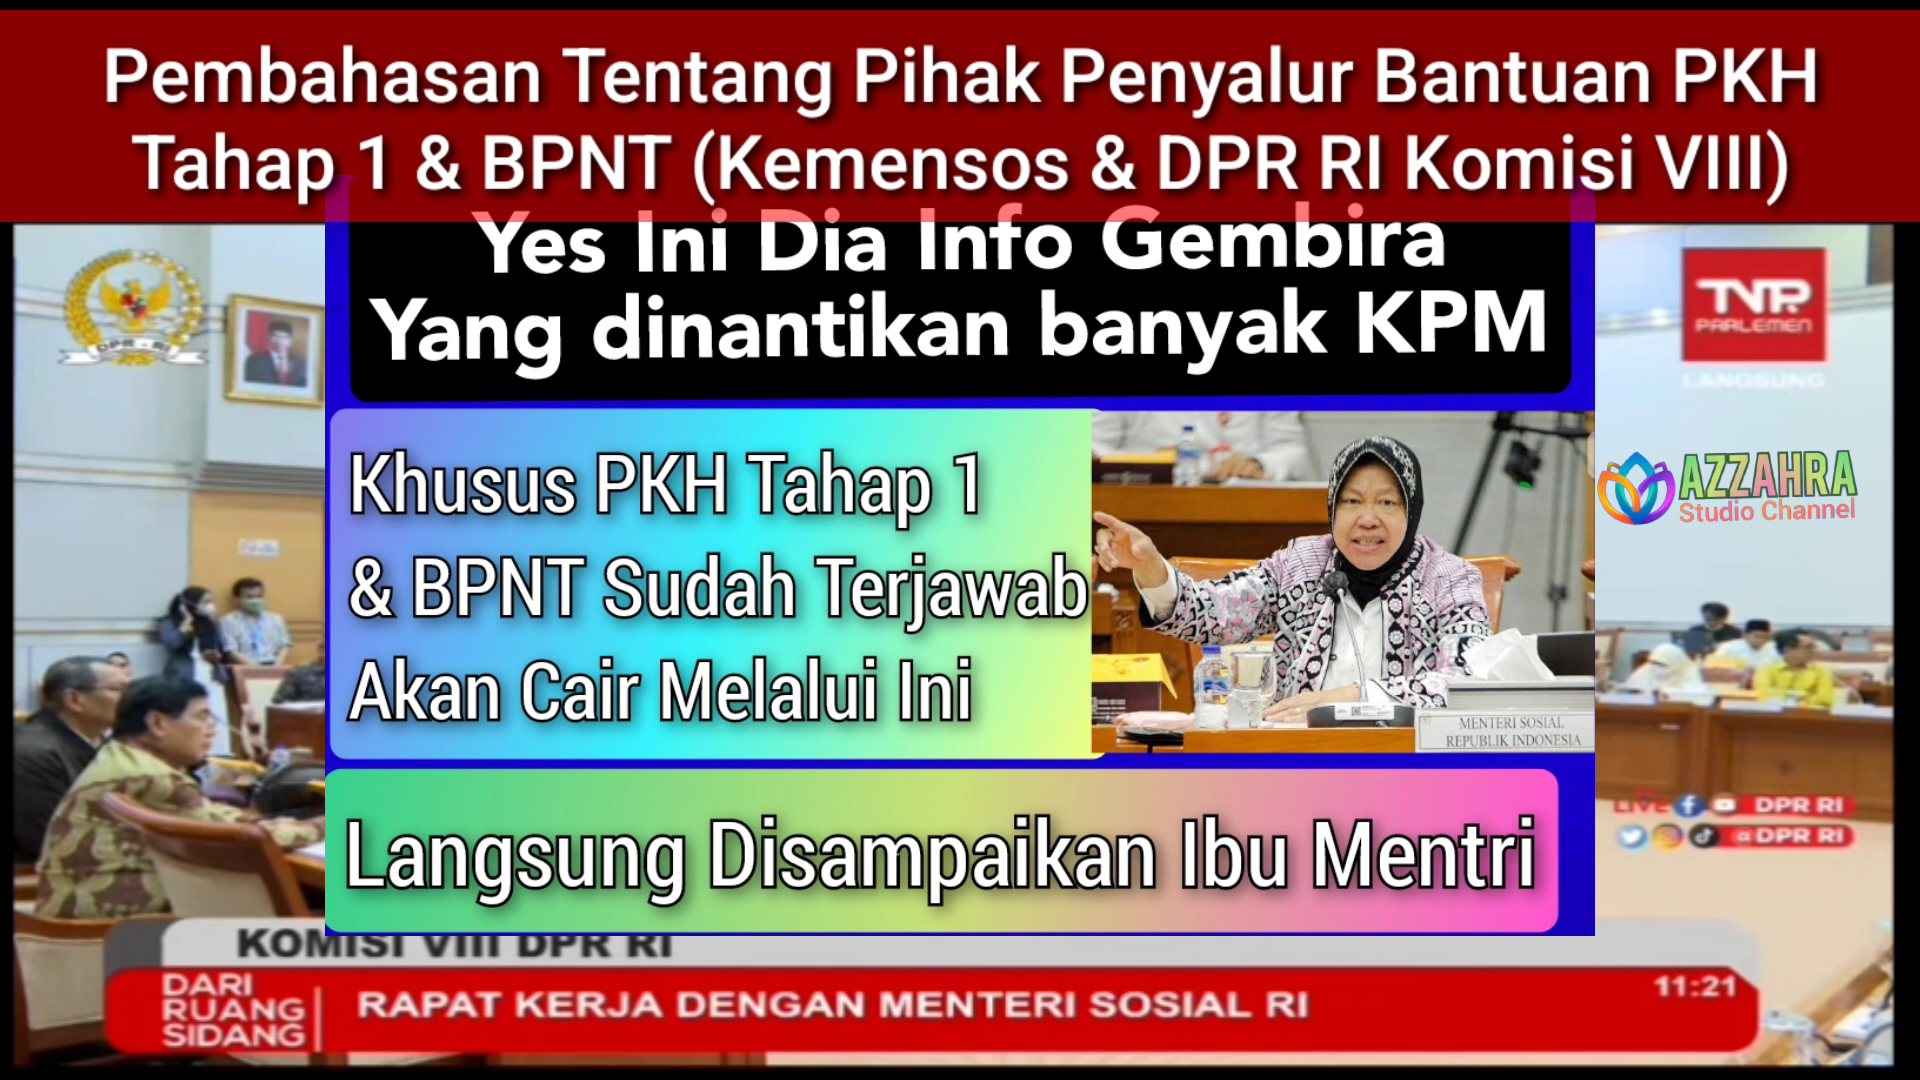 Pembahasan Tentang Pihak Penyalur Bantuan PKH
Tahap 1 & BPNT (Kemensos & DPR RI Komisi VIII)
Yes Ini Dia Info Gembira
Yang dinantikan banyak KPM
DPR - RI
TVR
PARLEMEN
LANGSUNG
Khusus PKH Tahap 1
& BPNT Sudah Terjawab
Akan Cair Melalui Ini
AZZAHRA
Studio Channel
MENTERI SOSIAL
REPUBLIK INDONESIA
Langsung Disampaikan Ibu Mentri
LIVE DPR RI
@DPR RI
KOMISI VIII DPR RI
DARI
RUANG
SIDANG
RAPAT KERJA DENGAN MENTERI SOSIAL RI
11:21